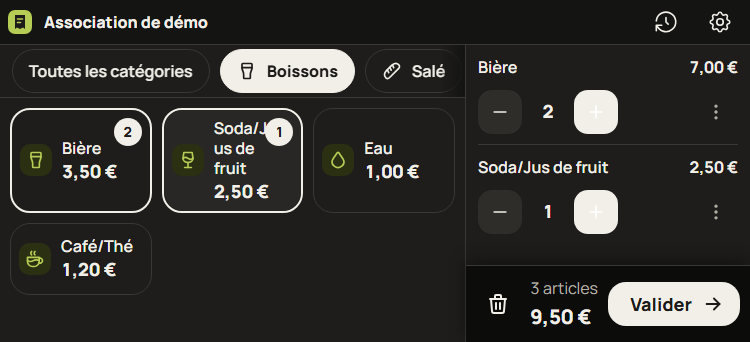 Association de démo
Toutes les catégories
Boissons
Salé
2
Bière
3,50 €
1
Soda/J
us de
fruit
2,50 €
Eau
1,00 €
Café/Thé
1,20 €
Bière
7,00 €
2
Soda/Jus de fruit
2,50 €
1
3 articles
9,50 €
Valider